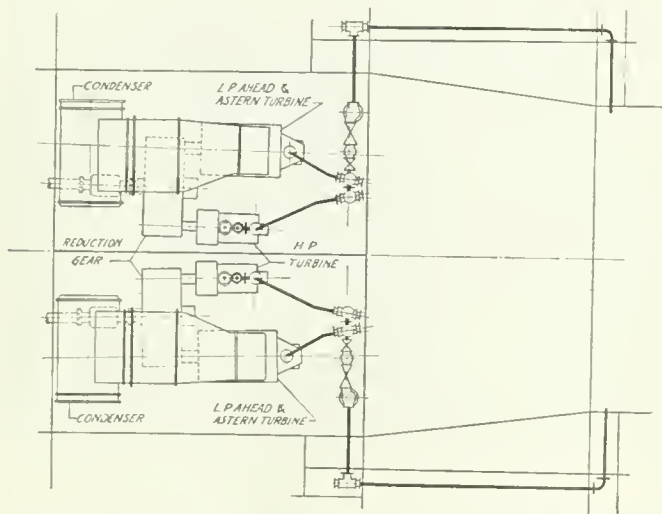 CONDENSER
L P AHEAD &
ASTERN TURBINE
REDUCTION
GEAR
H P
TURBINE
CONDENSER
L P AHEAD &
ASTERN TURBINE